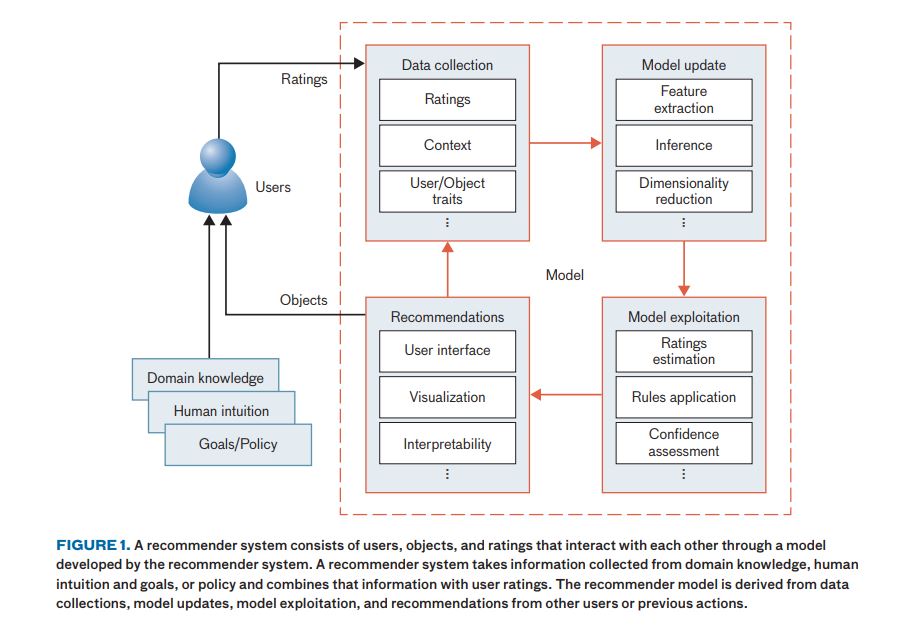 Ratings
Users
Objects
Domain knowledge
Human intuition
Goals/Policy
Data collection
Ratings
Context
User/Object
traits
⋮
Model update
Feature
extraction
Inference
Dimensionality
reduction
⋮
Model
Recommendations
User interface
Visualization
Interpretability
⋮
Model exploitation
Ratings
estimation
Rules application
Confidence
assessment
⋮
FIGURE 1. A recommender system consists of users, objects, and ratings that interact with each other through a model
developed by the recommender system. A recommender system takes information collected from domain knowledge, human
intuition and goals, or policy and combines that information with user ratings. The recommender model is derived from data
collections, model updates, model exploitation, and recommendations from other users or previous actions.